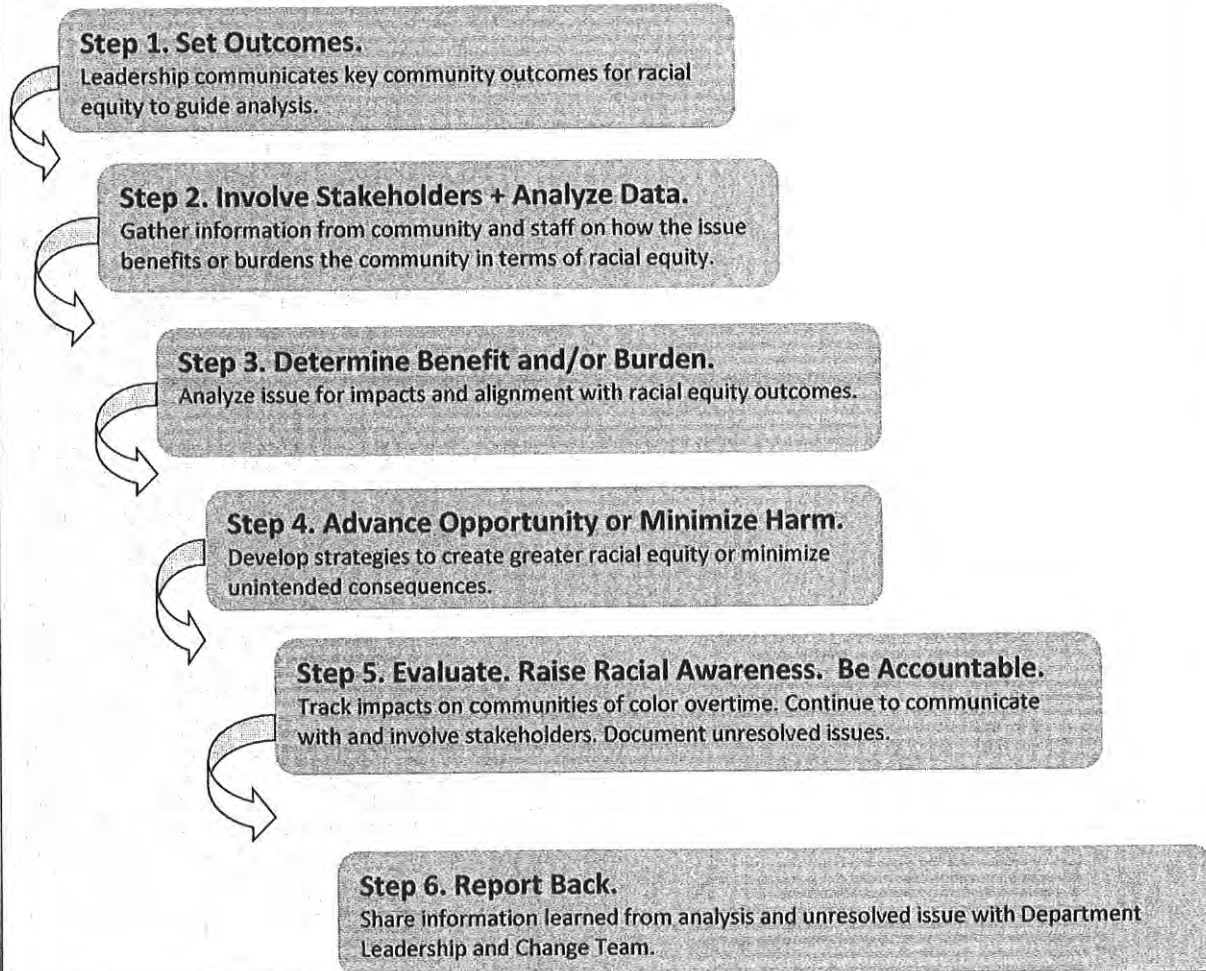 Step 1. Set Outcomes.
Leadership communicates key community outcomes for racial
equity to guide analysis.
Step 2. Involve Stakeholders + Analyze Data.
Gather information from community and staff on how the issue
benefits or burdens the community in terms of racial equity.
Step 3. Determine Benefit and/or Burden.
Analyze issue for impacts and alignment with racial equity outcomes.
Step 4. Advance Opportunity or Minimize Harm.
Develop strategies to create greater racial equity or minimize
unintended consequences.
Step 5. Evaluate. Raise Racial Awareness. Be Accountable.
Track impacts on communities of color overtime. Continue to communicate
with and involve stakeholders. Document unresolved issues.
Step 6. Report Back.
Share information learned from analysis and unresolved issue with Department
Leadership and Change Team.